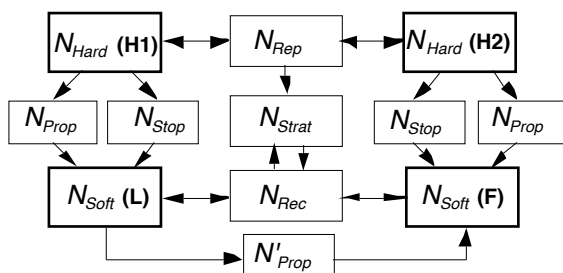 N_Hard (H1) N_Rep N_Hard (H2)
N_Prop N_Stop N_Strat N_Stop N_Prop
N_Soft (L) N_Rec N_Soft (F)
N'_Prop